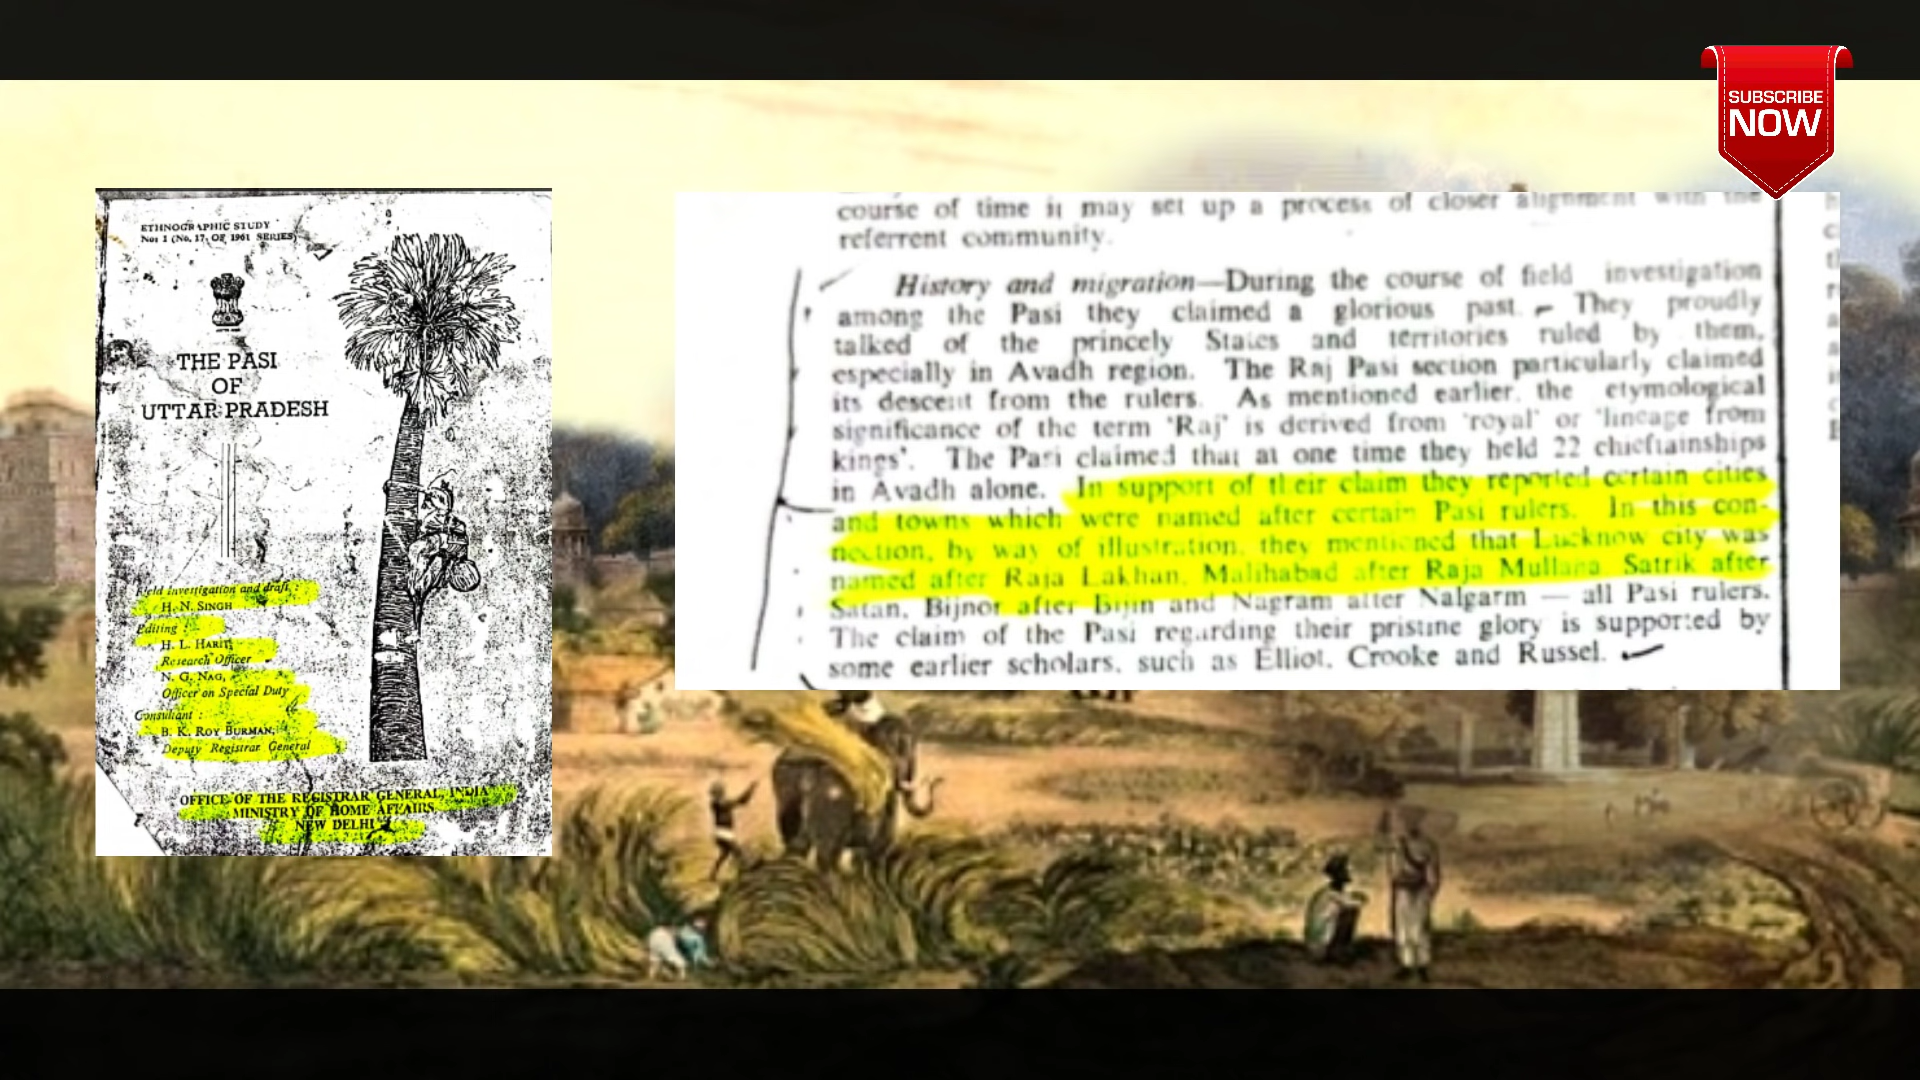 SUBSCRIBE
NOW
ETHNOGRAPHIC STUDY
No: 1 (No. 17 OF 1961 SERIES)
THE PASI
OF
UTTAR PRADESH
Field investigation and draft :
H. N. SINGH
Editing :
H. L. HARIT,
Research Officer
N. G. NAG,
Officer on Special Duty
Consultant :
B. K. ROY BURMAN,
Deputy Registrar General
OFFICE OF THE REGISTRAR GENERAL, INDIA
MINISTRY OF HOME AFFAIRS
NEW DELHI
course of time it may set up a process of closer alignment with the
referrent community.
History and migration—During the course of field investigation
among the Pasi they claimed a glorious past. They proudly
talked of the princely States and territories ruled by them,
especially in Avadh region. The Raj Pasi section particularly claimed
its descent from the rulers. As mentioned earlier, the etymological
significance of the term 'Raj' is derived from 'royal' or 'lineage from
kings'. The Pasi claimed that at one time they held 22 chieftainships
in Avadh alone. In support of their claim they reported certain cities
and towns which were named after certain Pasi rulers. In this con-
nection, by way of illustration, they mentioned that Lucknow city was
named after Raja Lakhan, Malihabad after Raja Mullana, Satrik after
Satan, Bijnor after Bijin and Nagram after Nalgarm — all Pasi rulers.
The claim of the Pasi regarding their pristine glory is supported by
some earlier scholars, such as Elliot, Crooke and Russel.